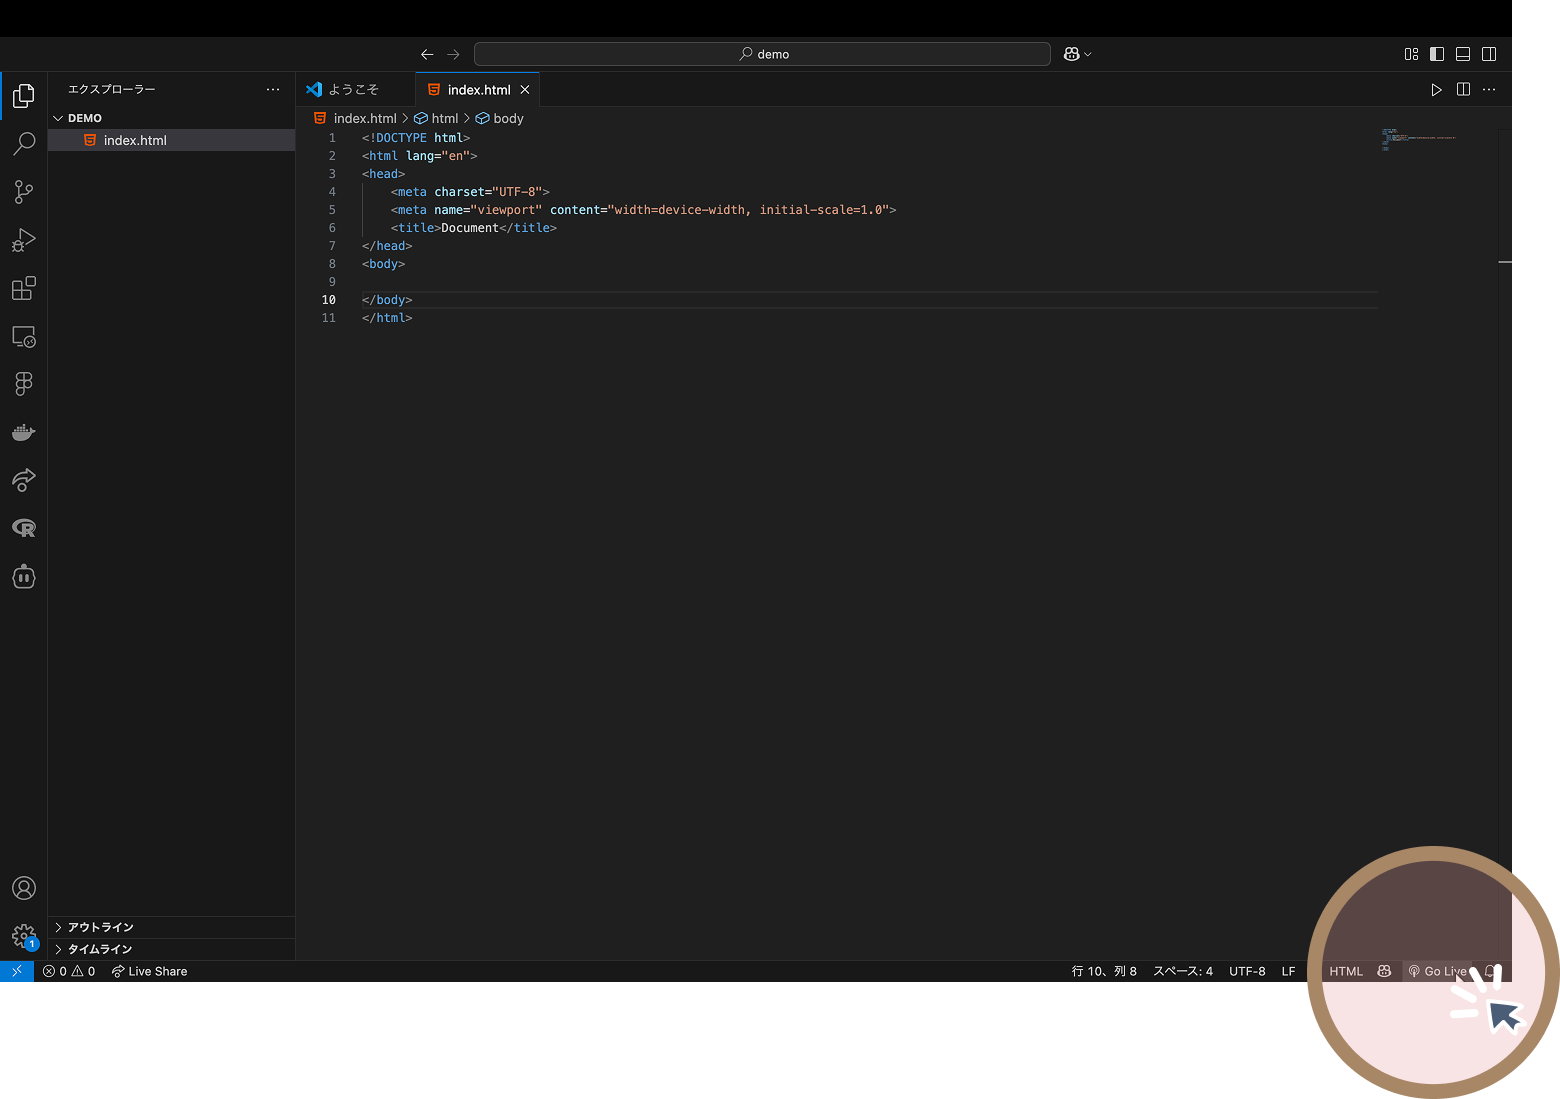 demo
エクスプローラー
DEMO
index.html
ようこそ
index.html
index.html > html > body
1 <!DOCTYPE html>
2 <html lang="en">
3 <head>
4 <meta charset="UTF-8">
5 <meta name="viewport" content="width=device-width, initial-scale=1.0">
6 <title>Document</title>
7 </head>
8 <body>
9
10 </body>
11 </html>
アウトライン
タイムライン
1
0 0 Live Share
行 10、列 8 スペース: 4 UTF-8 LF HTML Go Live